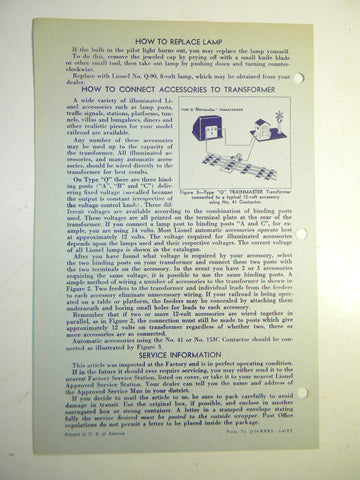 HOW TO REPLACE LAMP
If the bulb in the pilot light burns out, you may replace the lamp yourself.
To do this, remove the jeweled cap by prying of with a small knife blade
or other small tool, then take out lamp by pushing down and turning counter-
clockwise.
Replace with Lionel No. Q-90, 8-volt lamp, which may be obtained from your
dealer.
HOW TO CONNECT ACCESSORIES TO TRANSFORMER
A wide variety of illuminated Li-
onel accessories such as lamp posts,
traffic signals, stations, platforms, tun-
nels, villas and bungalows, diners and
other realistic pieces for your model
railroad are available.
Any number of these accessories
may be used up to the capacity of
the transformer. All illuminated ac-
cessories, and many automatic acces-
sories, should be wired directly to the
transformer for best results.
On Type "Q" there are three bind-
ing posts ("A", "B" and "C") deliv-
ering fixed voltage (so-called because
the output is constant irrespective of
the voltage control knob). Three dif-
TYPE Q "Trainmaster" TRANSFORMER
Figure 3—Type "Q" TRAINMASTER Transformer
connected to a typical 12-volt accessory
using No. 41 Contactor.
ferent voltages are available according to the combination of binding posts
used. These voltages are all printed on the terminal plate at the rear of the
transformer. If you connect a lamp post to binding posts "A" and "C", for ex-
ample, you are using 14 volts. Most Lionel automatic accessories operate best
at approximately 12 volts. The voltage required for illuminated accessories
depends upon the lamps used and their respective voltages. The correct voltage
of all Lionel lamps is shown in the catalogue.
After you have found what voltage is required by your accessory, select
the two binding posts on your transformer and connect these two posts with
the two terminals on the accessory. In the event you have 2 or 3 accessories
requiring the same voltage, it is possible to use the same binding posts. A
simple method of wiring a number of accessories to the transformer is shown in
Figure 2. Two feeders to the transformer and individual leads from the feeders
to each accessory eliminate unnecessary wiring. If your railroad is being oper-
ated on a table or platform, the feeders may be concealed by attaching them
underneath and boring small holes for leads to each accessory.
Remember that if two or more 12-volt accessories are wired together in
parallel, as in Figure 2, the connection must still be made to posts which give
approximately 12 volts on transformer regardless of whether two, three or
more accessories are so connected.
Automatic accessories using the No. 41 or No. 153C Contactor should be con-
nected as illustrated by Figure 3.
SERVICE INFORMATION
This article was inspected at the Factory and is in perfect operating condition.
If in the future it should ever require servicing, you may either send it to the
nearest Factory Service Station, listed on cover, or take it to your nearest Lionel
Approved Service Station. Your dealer can tell you the name and address of
the Approved Service Man in your district.
If you decide to mail the article to us, be sure to pack carefully to avoid
damage in transit. Use the original box, if possible, and enclose in another
corrugated box or strong container. A letter in a stamped envelope stating
fully the service desired must be pasted to the outside wrapper. Post Office
regulations do not permit a letter to be placed inside the package.
Printed in U. S. of America
Form No.